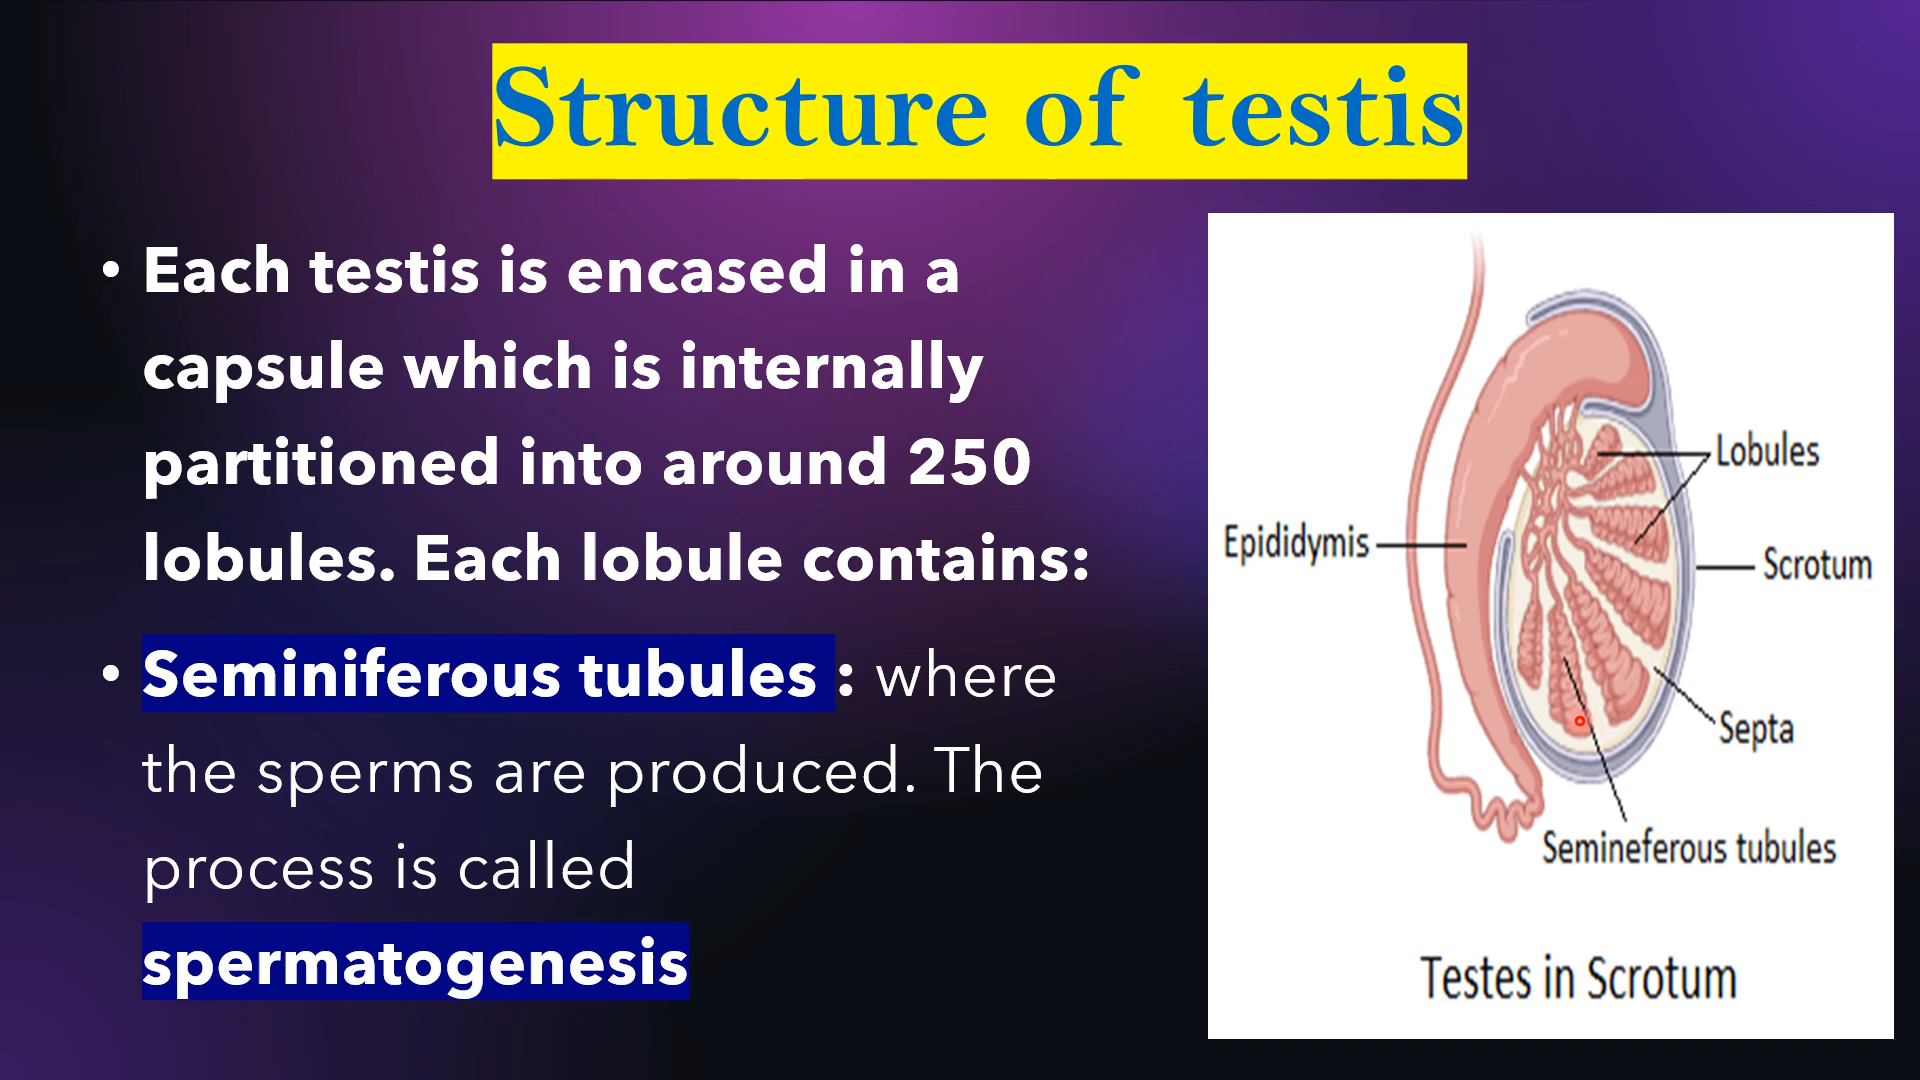 Structure of testis
• Each testis is encased in a
capsule which is internally
partitioned into around 250
lobules. Each lobule contains:
• Seminiferous tubules : where
the sperms are produced. The
process is called
spermatogenesis
Lobules
Epididymis
Scrotum
Septa
Semineferous tubules
Testes in Scrotum